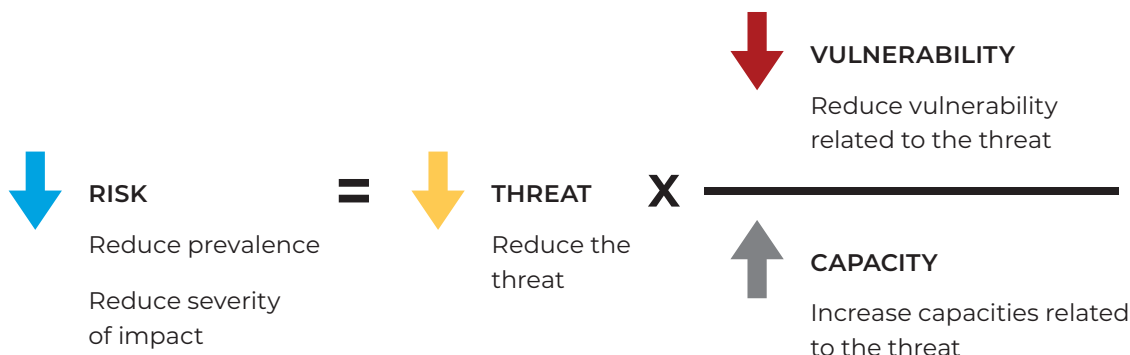 RISK
Reduce prevalence
Reduce severity
of impact
=
THREAT
Reduce the
threat
X
VULNERABILITY
Reduce vulnerability
related to the threat
CAPACITY
Increase capacities related
to the threat